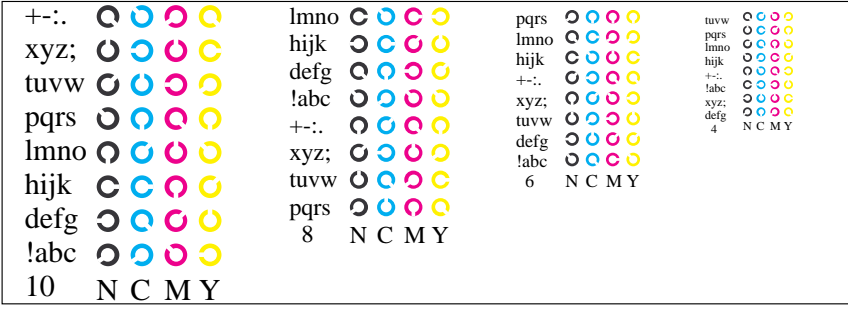 +-:.
xyz;
tuvw
pqrs
lmno
hijk
defg
!abc
10 N C M Y
lmno
hijk
defg
!abc
+-:.
xyz;
tuvw
pqrs
8 N C M Y
pqrs
lmno
hijk
+-:.
xyz;
tuvw
defg
!abc
6 N C M Y
tuvw
pqrs
lmno
hijk
+-:.
!abc
xyz;
defg
4 N C M Y